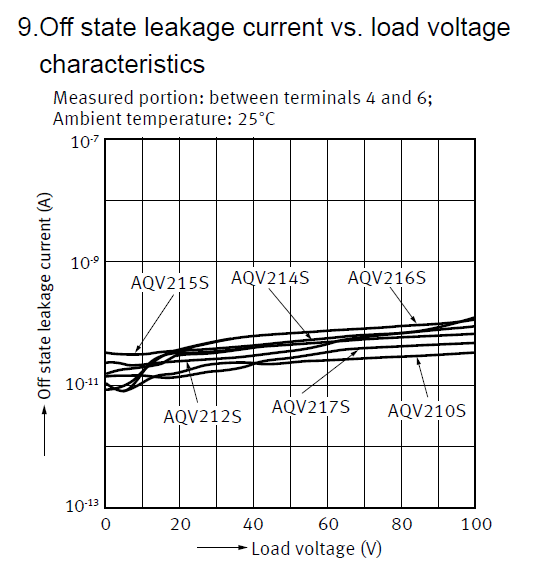 9.Off state leakage current vs. load voltage
characteristics
Measured portion: between terminals 4 and 6;
Ambient temperature: 25°C
10-7
10-9
10-11
10-13
Off state leakage current (A)
AQV215S
AQV214S
AQV216S
AQV212S
AQV217S
AQV210S
0
20
40
60
80
100
Load voltage (V)